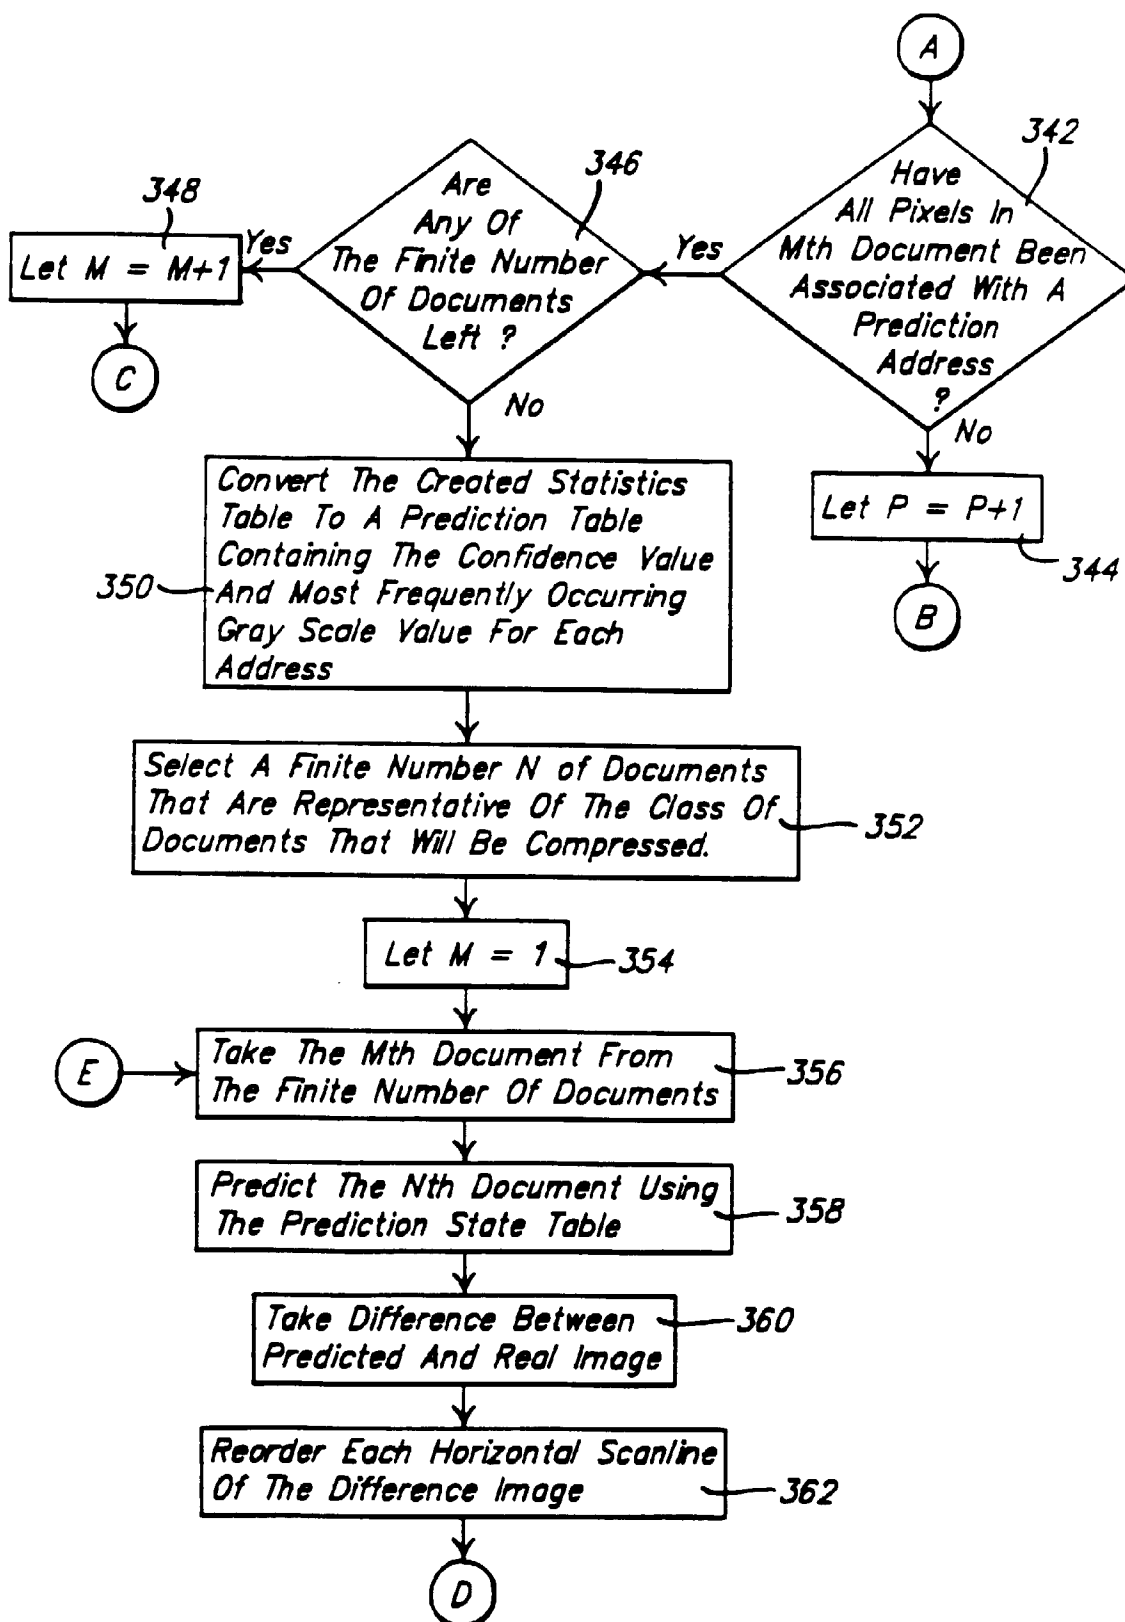 A
342
Have
All Pixels In
Mth Document Been
Associated With A
Prediction
Address
?
Yes
No
Let P = P+1
344
B
346
Are
Any Of
The Finite Number
Of Documents
Left ?
Yes
No
348
Let M = M+1
C
Convert The Created Statistics
Table To A Prediction Table
Containing The Confidence Value
And Most Frequently Occurring
Gray Scale Value For Each
Address
350
Select A Finite Number N of Documents
That Are Representative Of The Class Of
Documents That Will Be Compressed.
352
Let M = 1
354
E
Take The Mth Document From
The Finite Number Of Documents
356
Predict The Nth Document Using
The Prediction State Table
358
Take Difference Between
Predicted And Real Image
360
Reorder Each Horizontal Scanline
Of The Difference Image
362
D